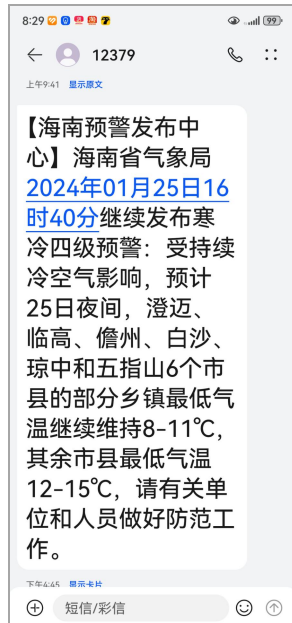 8:29
99
12379
上午9:41 显示原文
【海南预警发布中
心】海南省气象局
2024年01月25日16
时40分继续发布寒
冷四级预警：受持续
冷空气影响，预计
25日夜间，澄迈、
临高、儋州、白沙、
琼中和五指山6个市
县的部分乡镇最低气
温继续维持8-11℃，
其余市县最低气温
12-15℃，请有关单
位和人员做好防范工
作。
下午4:45 显示卡片
短信/彩信